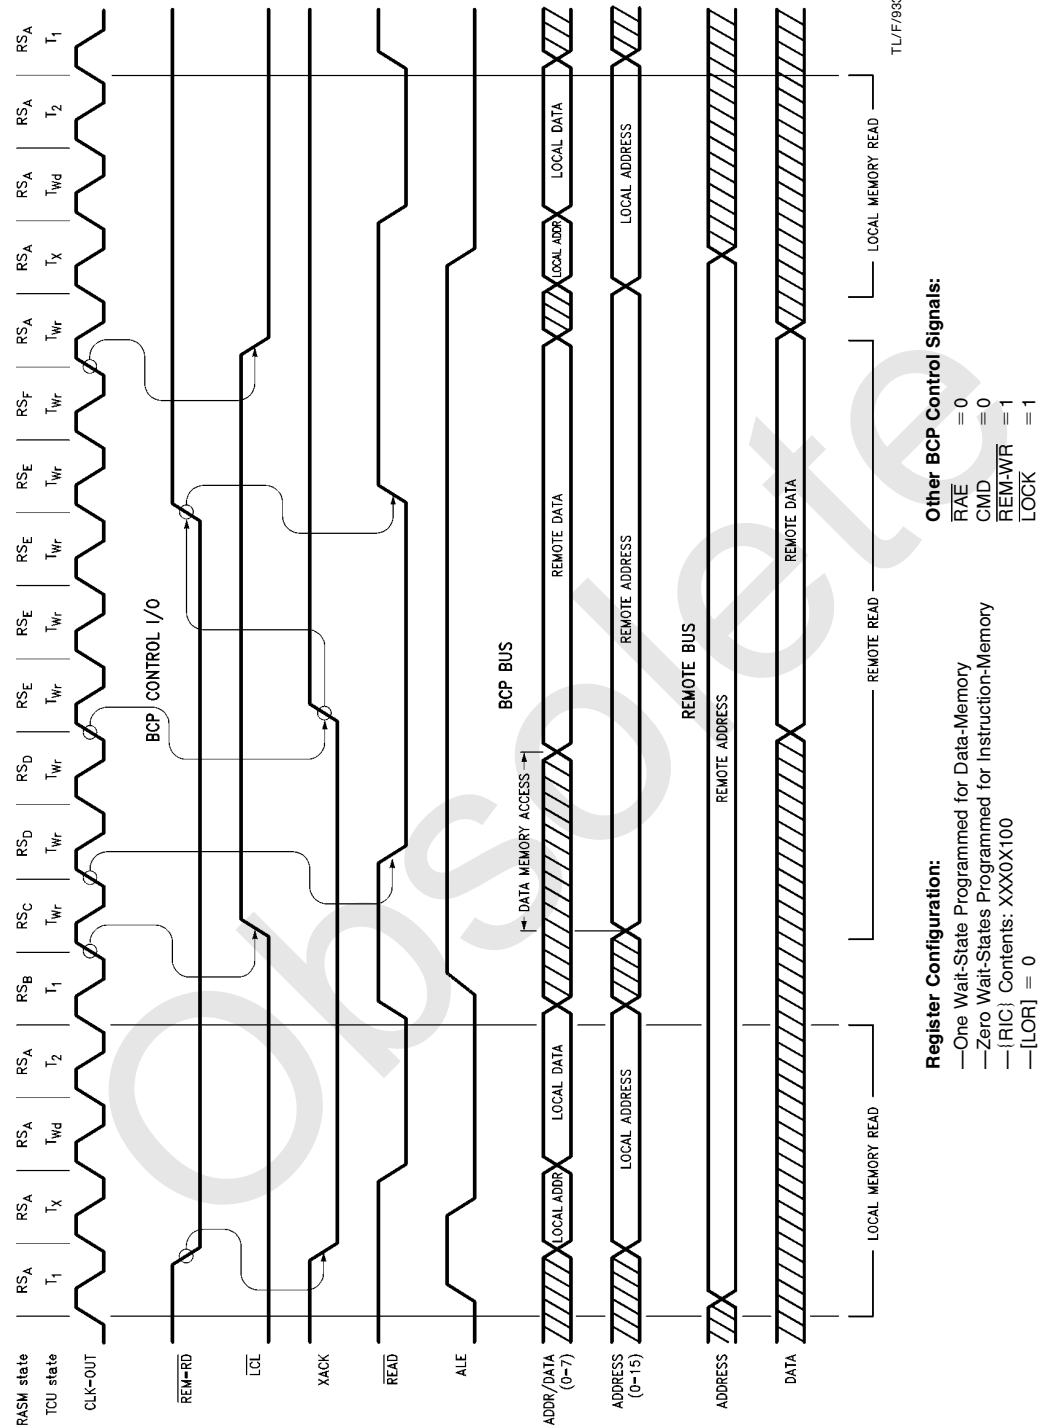 RASM state RSA RSA RSA RSA RSB RSC RSD RSD RSE RSE RSE RSE RSF RSA RSA RSA RSA RSA
TCU state T1 TX TWd T2 T1 TWr TWr TWr TWr TWr TWr TWr TWr TWr TX TWd T2 T1
CLK-OUT
BCP CONTROL I/O
REM-RD
LCL
XACK
READ
ALE
BCP BUS
DATA MEMORY ACCESS
ADDR/DATA
(0-7)
LOCAL ADDR LOCAL DATA REMOTE DATA LOCAL ADDR LOCAL DATA
ADDRESS
(0-15)
LOCAL ADDRESS REMOTE ADDRESS LOCAL ADDRESS
REMOTE BUS
ADDRESS REMOTE ADDRESS
DATA REMOTE DATA
LOCAL MEMORY READ REMOTE READ LOCAL MEMORY READ
Register Configuration:
—One Wait-State Programmed for Data-Memory
—Zero Wait-States Programmed for Instruction-Memory
—{RIC} Contents: XXX0X100
—[LOR] = 0
Other BCP Control Signals:
RAE = 0
CMD = 0
REM-WR = 1
LOCK = 1
Obsolete